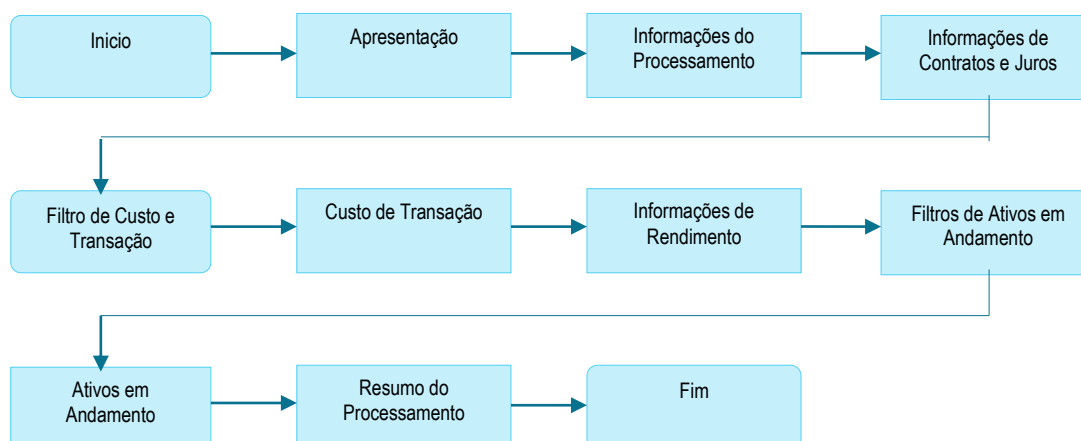 Inicio
Apresentação
Informações do
Processamento
Informações de
Contratos e Juros
Filtro de Custo e
Transação
Custo de Transação
Informações de
Rendimento
Filtros de Ativos em
Andamento
Ativos em
Andamento
Resumo do
Processamento
Fim